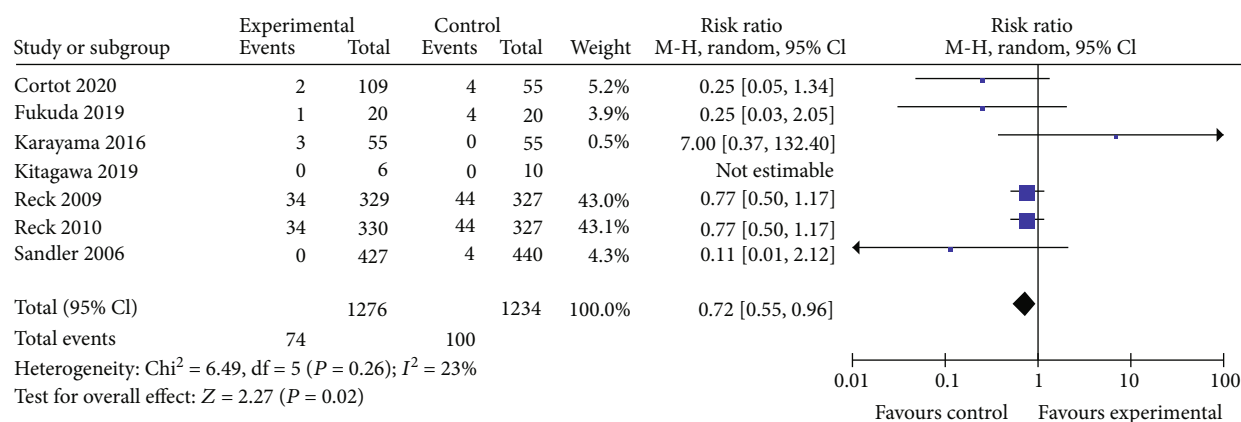 Experimental Control Risk ratio Risk ratio
Study or subgroup Events Total Events Total Weight M-H, random, 95% Cl M-H, random, 95% Cl
Cortot 2020 2 109 4 55 5.2% 0.25 [0.05, 1.34]
Fukuda 2019 1 20 4 20 3.9% 0.25 [0.03, 2.05]
Karayama 2016 3 55 0 55 0.5% 7.00 [0.37, 132.40]
Kitagawa 2019 0 6 0 10 Not estimable
Reck 2009 34 329 44 327 43.0% 0.77 [0.50, 1.17]
Reck 2010 34 330 44 327 43.1% 0.77 [0.50, 1.17]
Sandler 2006 0 427 4 440 4.3% 0.11 [0.01, 2.12]
Total (95% Cl) 1276 1234 100.0% 0.72 [0.55, 0.96]
Total events 74 100
Heterogeneity: Chi² = 6.49, df = 5 (P = 0.26); I² = 23%
Test for overall effect: Z = 2.27 (P = 0.02)
0.01 0.1 1 10 100
Favours control Favours experimental